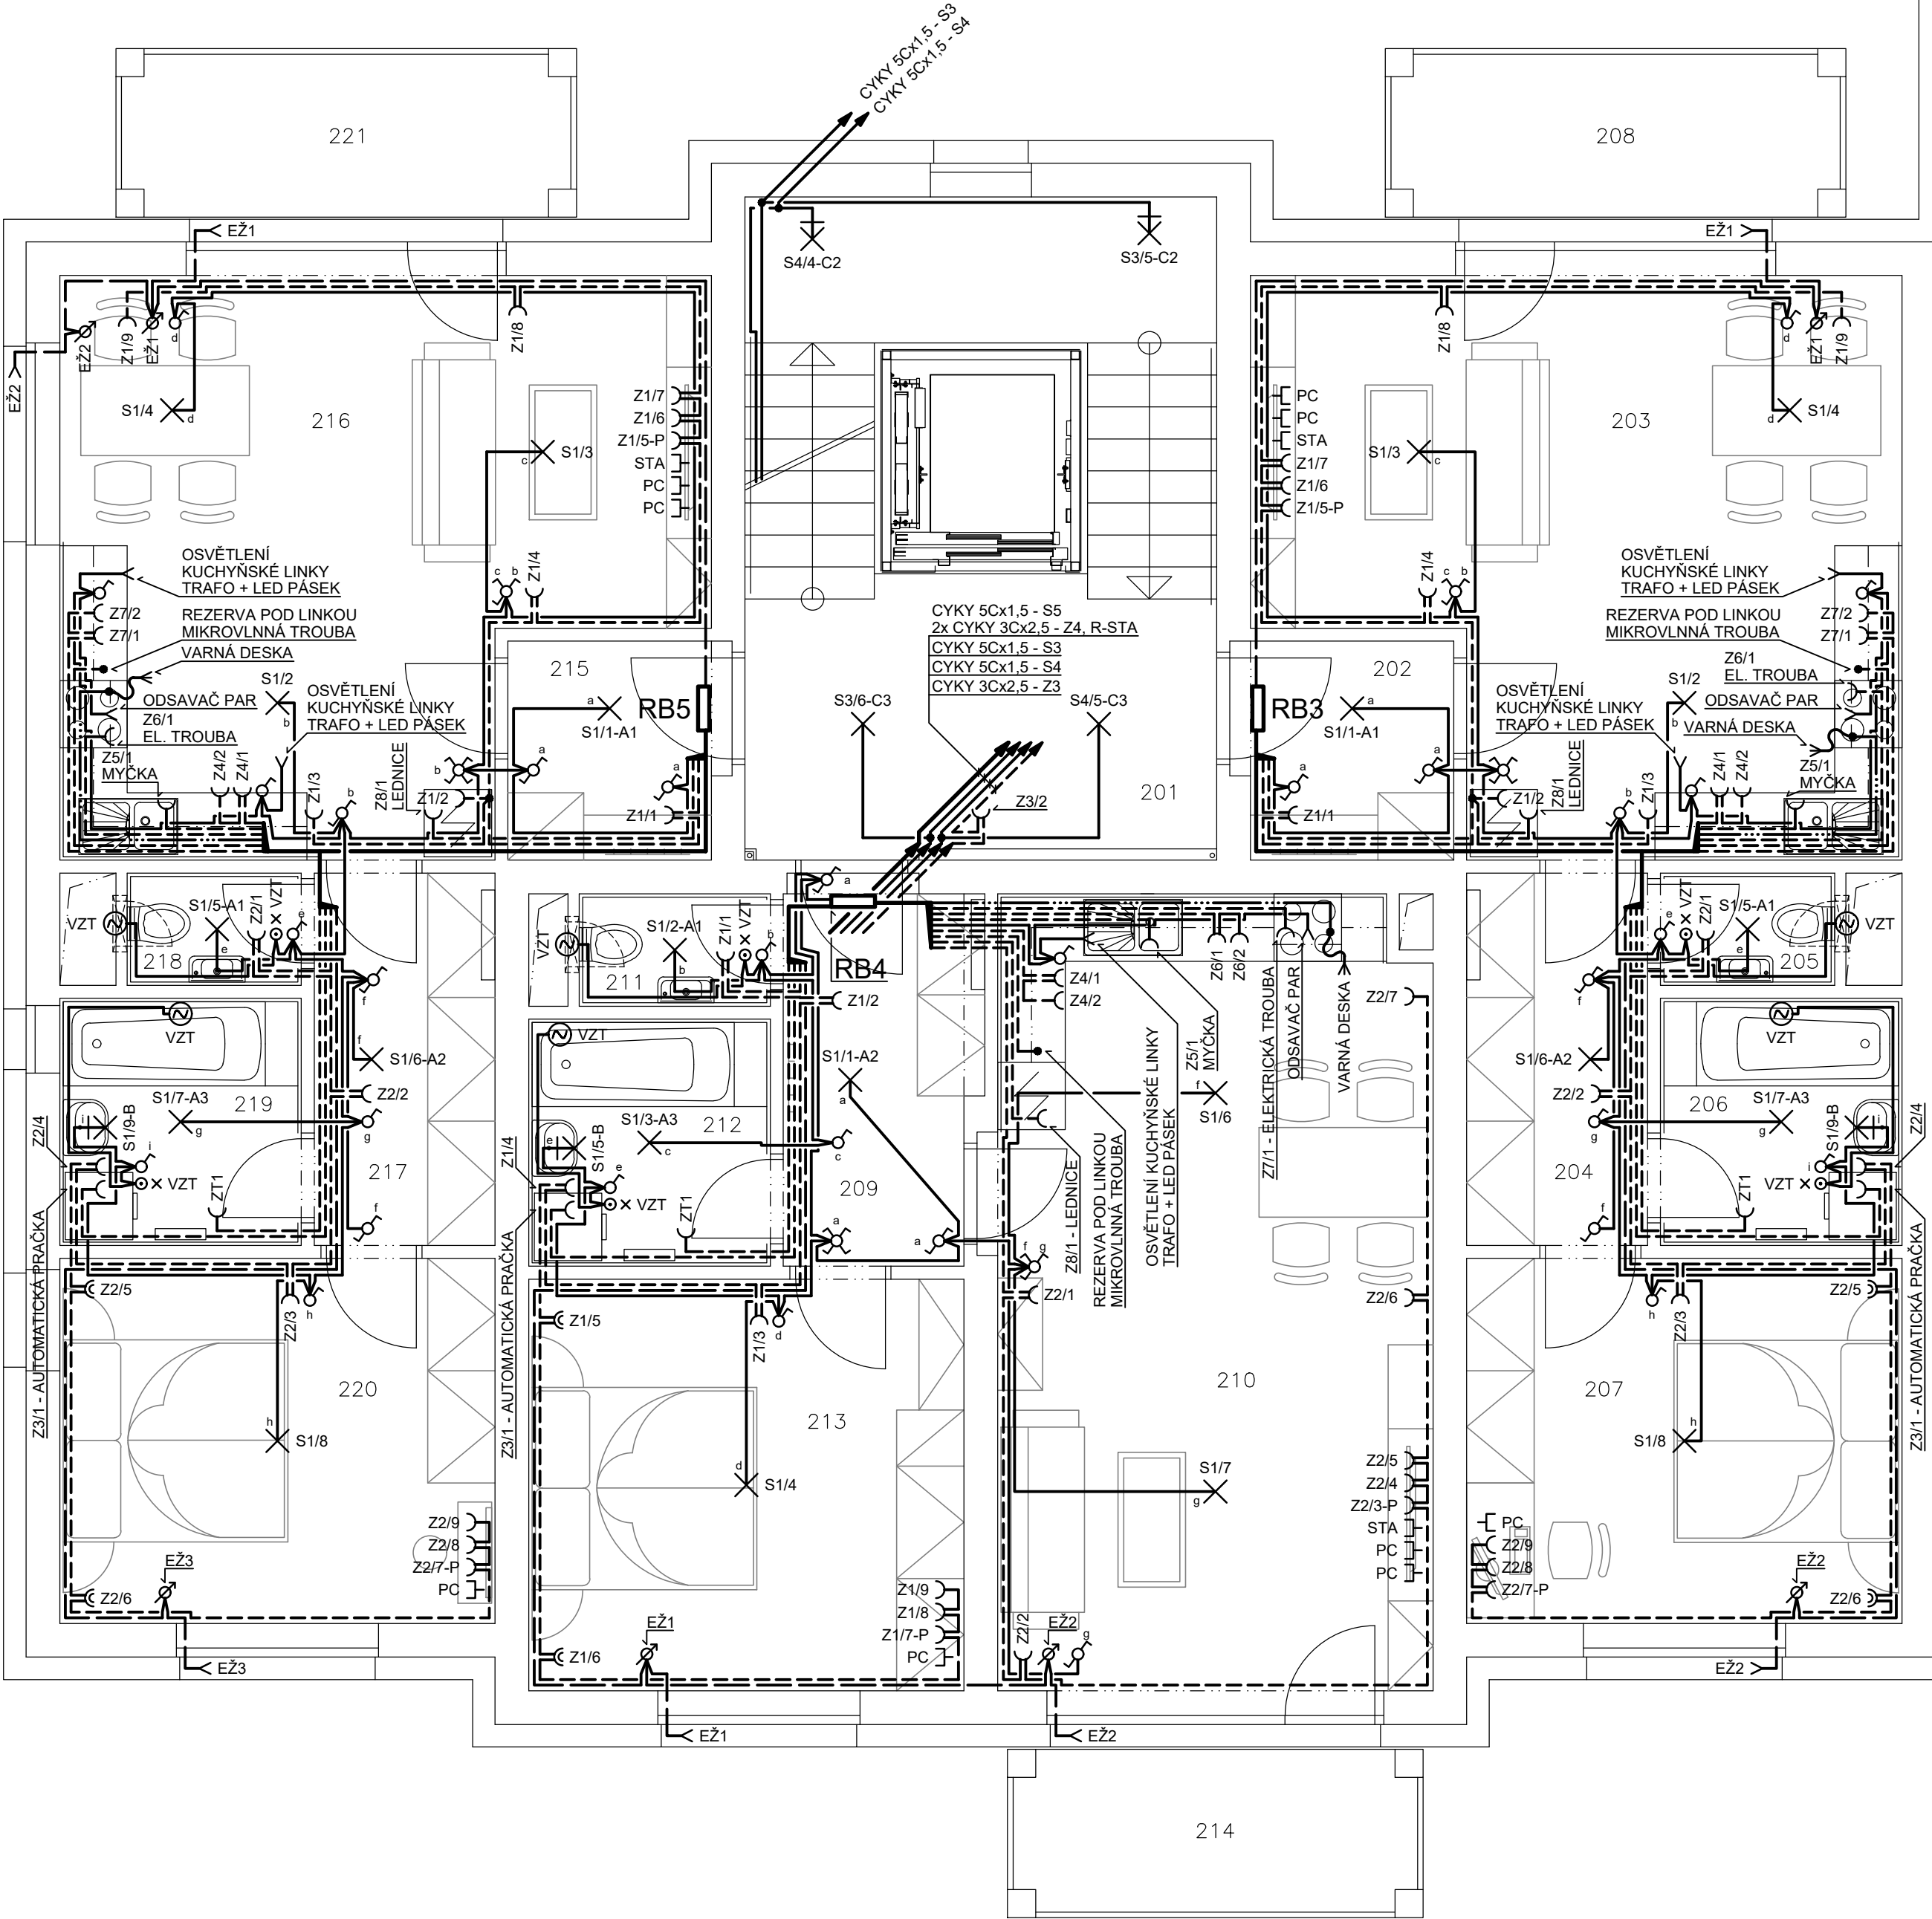 CYKY 5Cx1,5 - S3
CYKY 5Cx1,5 - S4
221
208
EŽ1
EŽ1
S4/4-C2
S3/5-C2
EŽ2
EŽ2
Z1/9
EŽ1
d
Z1/8
S1/4
d
216
c
S1/3
Z1/7
Z1/6
Z1/5-P
STA
PC
PC
c
b
Z1/4
Z1/8
d
EŽ1
Z1/9
PC
PC
STA
Z1/7
Z1/6
Z1/5-P
S1/3
c
203
d
S1/4
Z1/4
c
b
OSVĚTLENÍ
KUCHYŇSKÉ LINKY
TRAFO + LED PÁSEK
Z7/2
Z7/1
REZERVA POD LINKOU
MIKROVLNNÁ TROUBA
VARNÁ DESKA
ODSAVAČ PAR
Z6/1
EL. TROUBA
Z5/1
MYČKA
Z4/2
Z4/1
S1/2
b
OSVĚTLENÍ
KUCHYŇSKÉ LINKY
TRAFO + LED PÁSEK
Z1/3
b
Z8/1
LEDNICE
Z1/2
b
215
a
S1/1-A1
RB5
a
a
Z1/1
CYKY 5Cx1,5 - S5
2x CYKY 3Cx2,5 - Z4, R-STA
CYKY 5Cx1,5 - S3
CYKY 5Cx1,5 - S4
CYKY 3Cx2,5 - Z3
S3/6-C3
S4/5-C3
Z3/2
201
202
RB3
a
S1/1-A1
a
a
Z1/1
OSVĚTLENÍ
KUCHYŇSKÉ LINKY
TRAFO + LED PÁSEK
REZERVA POD LINKOU
MIKROVLNNÁ TROUBA
Z7/2
Z7/1
Z6/1
EL. TROUBA
ODSAVAČ PAR
VARNÁ DESKA
S1/2
b
OSVĚTLENÍ
KUCHYŇSKÉ LINKY
TRAFO + LED PÁSEK
Z1/2
Z8/1
LEDNICE
b
Z1/3
Z4/1
Z4/2
Z5/1
MYČKA
VZT
218
S1/5-A1
e
Z2/1
VZT
e
f
f
S1/6-A2
VZT
219
S1/7-A3
g
Z2/2
g
Z2/4
i
S1/9-B
i
VZT
ZT1
217
f
Z3/1 - AUTOMATICKÁ PRAČKA
Z2/5
Z2/3
h
220
h
S1/8
Z2/9
Z2/8
Z2/7-P
PC
EŽ3
Z2/6
EŽ3
a
RB4
VZT
211
S1/2-A1
b
Z1/1
VZT
b
Z1/2
VZT
S1/1-A2
a
212
S1/3-A3
c
c
Z1/4
e
S1/5-B
e
VZT
ZT1
209
a
a
Z3/1 - AUTOMATICKÁ PRAČKA
Z1/5
Z1/3
d
213
d
S1/4
Z1/9
Z1/8
Z1/7-P
PC
EŽ1
Z1/6
EŽ1
Z4/1
Z4/2
Z6/1
Z6/2
Z5/1
MYČKA
Z7/1 - ELEKTRICKÁ TROUBA
ODSAVAČ PAR
VARNÁ DESKA
OSVĚTLENÍ KUCHYŇSKÉ LINKY
TRAFO + LED PÁSEK
REZERVA POD LINKOU
MIKROVLNNÁ TROUBA
Z8/1 - LEDNICE
f
S1/6
Z2/7
Z2/6
f
g
Z2/1
210
S1/7
g
Z2/5
Z2/4
Z2/3-P
STA
PC
PC
Z2/2
EŽ2
g
EŽ2
214
e
VZT
Z2/1
S1/5-A1
e
205
VZT
f
f
S1/6-A2
VZT
Z2/2
g
206
S1/7-A3
g
S1/9-B
i
Z2/4
i
VZT
ZT1
204
f
Z3/1 - AUTOMATICKÁ PRAČKA
h
Z2/3
Z2/5
207
h
S1/8
PC
Z2/9
Z2/8
Z2/7-P
EŽ2
Z2/6
EŽ2